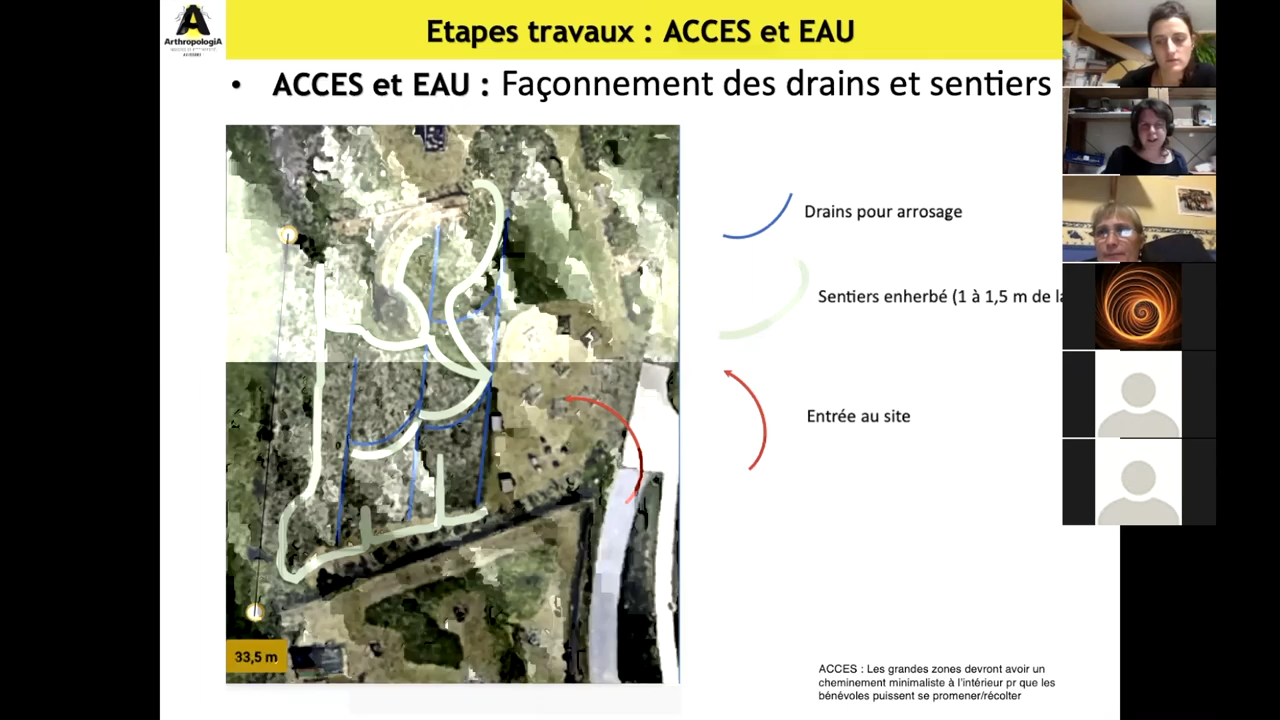 ArthropologiA
Etapes travaux : ACCES et EAU
• ACCES et EAU : Façonnement des drains et sentiers
Drains pour arrosage
Sentiers enherbé (1 à 1,5 m de la
Entrée au site
33,5 m
ACCES : Les grandes zones devront avoir un
cheminement minimaliste à l'intérieur pr que les
bénévoles puissent se promener/récolter